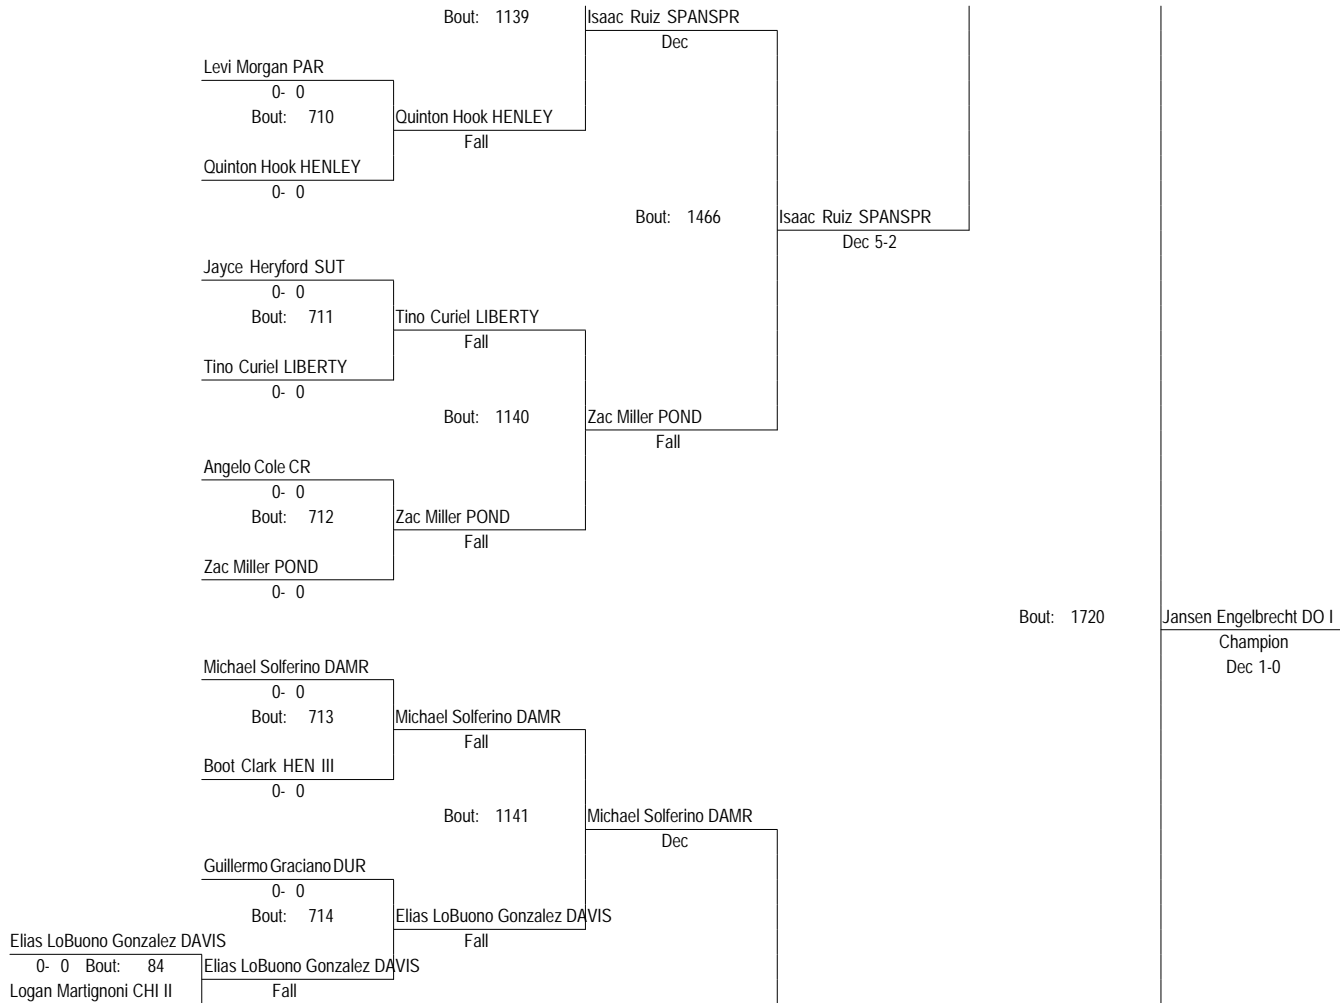 Bout: 1139 Isaac Ruiz SPANSPR
Dec
Levi Morgan PAR
0- 0
Bout: 710 Quinton Hook HENLEY
Fall
Quinton Hook HENLEY
0- 0
Bout: 1466 Isaac Ruiz SPANSPR
Dec 5-2
Jayce Heryford SUT
0- 0
Bout: 711 Tino Curiel LIBERTY
Fall
Tino Curiel LIBERTY
0- 0
Bout: 1140 Zac Miller POND
Fall
Angelo Cole CR
0- 0
Bout: 712 Zac Miller POND
Fall
Zac Miller POND
0- 0
Bout: 1720 Jansen Engelbrecht DO I
Champion
Dec 1-0
Michael Solferino DAMR
0- 0
Bout: 713 Michael Solferino DAMR
Fall
Boot Clark HEN III
0- 0
Bout: 1141 Michael Solferino DAMR
Dec
Guillermo Graciano DUR
0- 0
Bout: 714 Elias LoBuono Gonzalez DAVIS
Fall
Elias LoBuono Gonzalez DAVIS
0- 0 Bout: 84 Elias LoBuono Gonzalez DAVIS
Logan Martignoni CHI II Fall